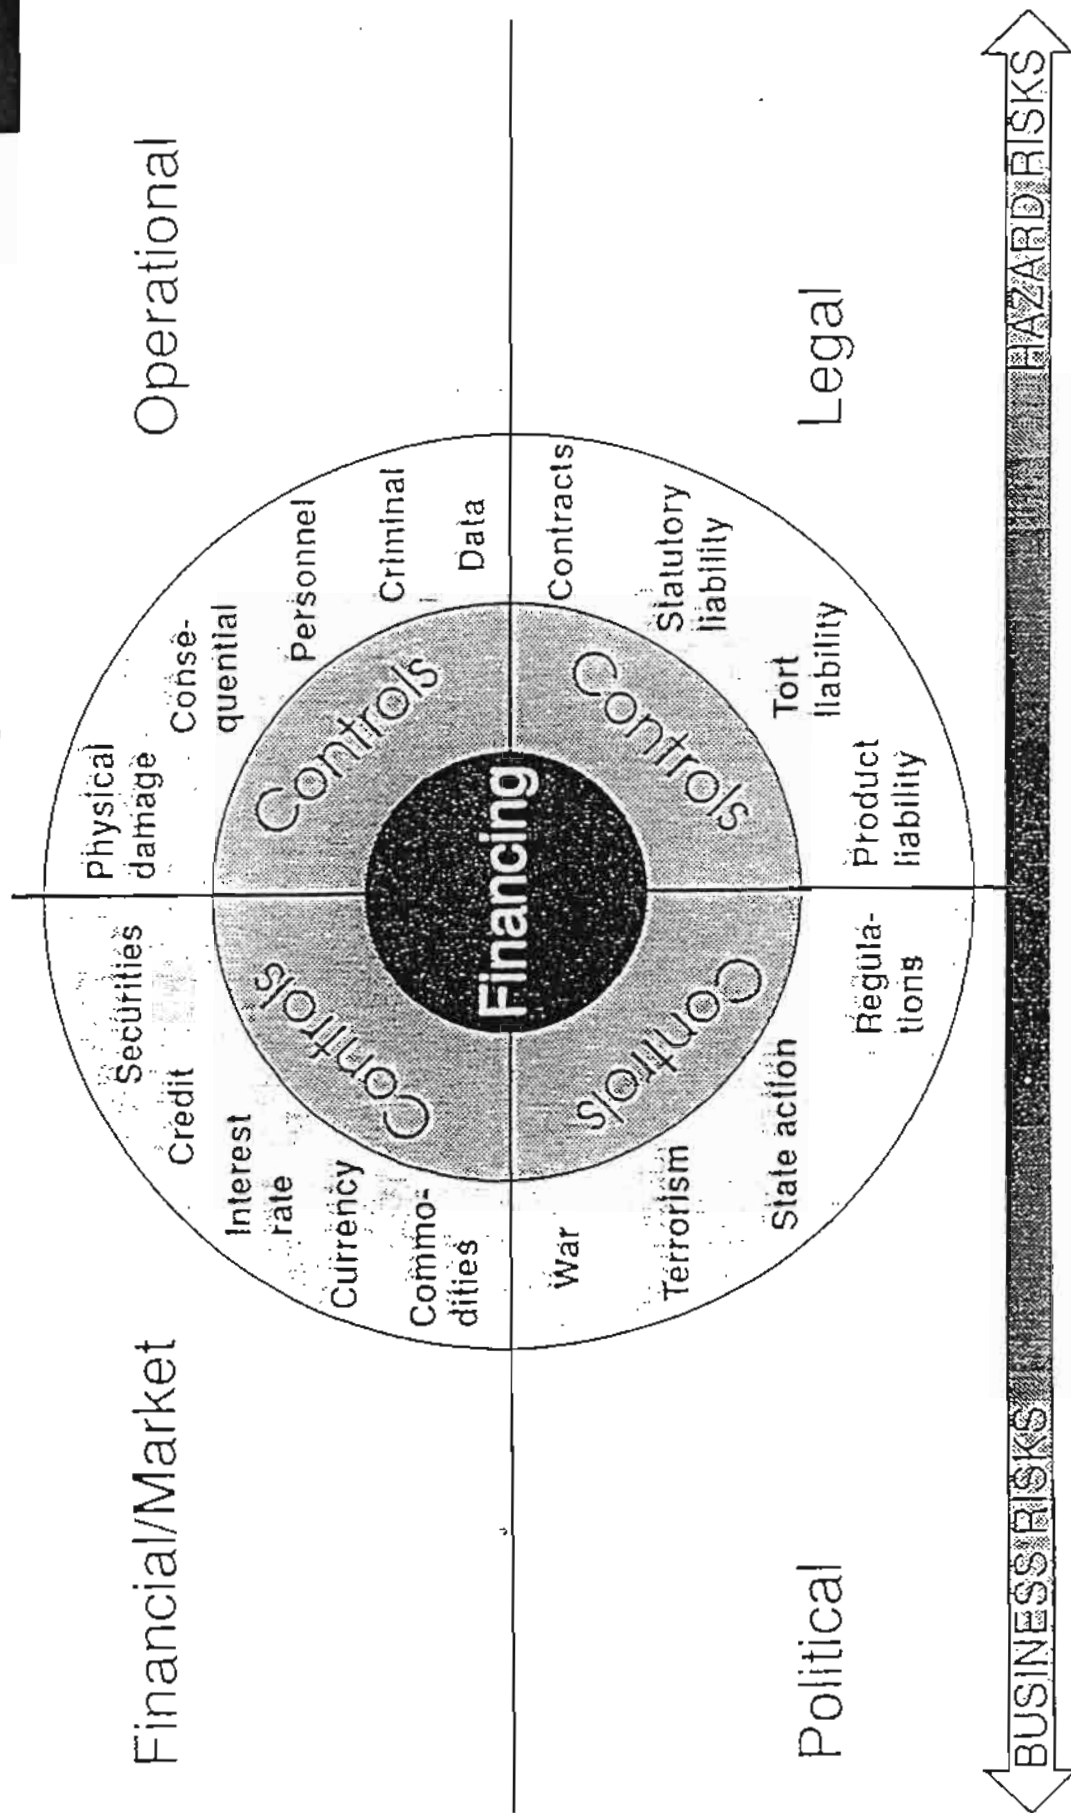 Financial/Market
Operational
Securities
Credit
Interest
rate
Currency
Commo-
dities
Physical
damage
Conse-
quential
Personnel
Criminal
Data
Controls
Controls
Financing
Controls
Controls
War
Terrorism
State action
Regula-
tions
Contracts
Statutory
liability
Tort
liability
Product
liability
Political
Legal
BUSINESS RISKS
HAZARD RISKS